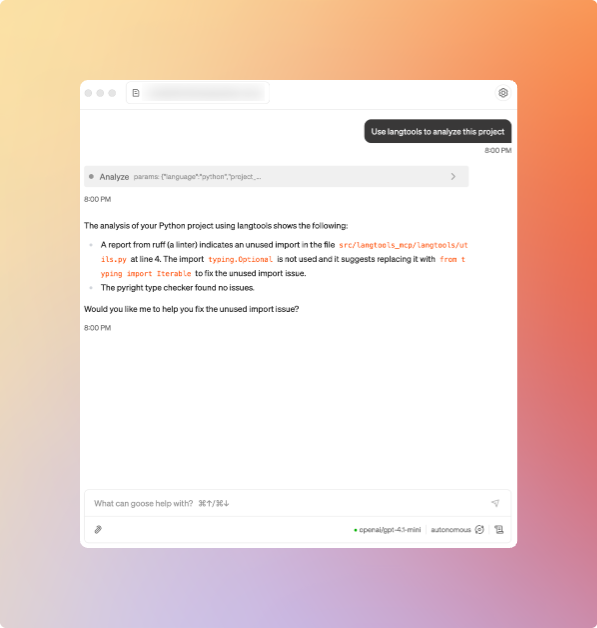 Use langtools to analyze this project
8:00 PM
Analyze params: {"language":"python","project_...
8:00 PM
The analysis of your Python project using langtools shows the following:
A report from ruff (a linter) indicates an unused import in the file src/langtools_mcp/langtools/ut
ils.py at line 4. The import typing.Optional is not used and it suggests replacing it with from t
yping import Iterable to fix the unused import issue.
The pyright type checker found no issues.
Would you like me to help you fix the unused import issue?
8:00 PM
What can goose help with? ⌘↑/⌘↓
openai/gpt-4.1-mini autonomous